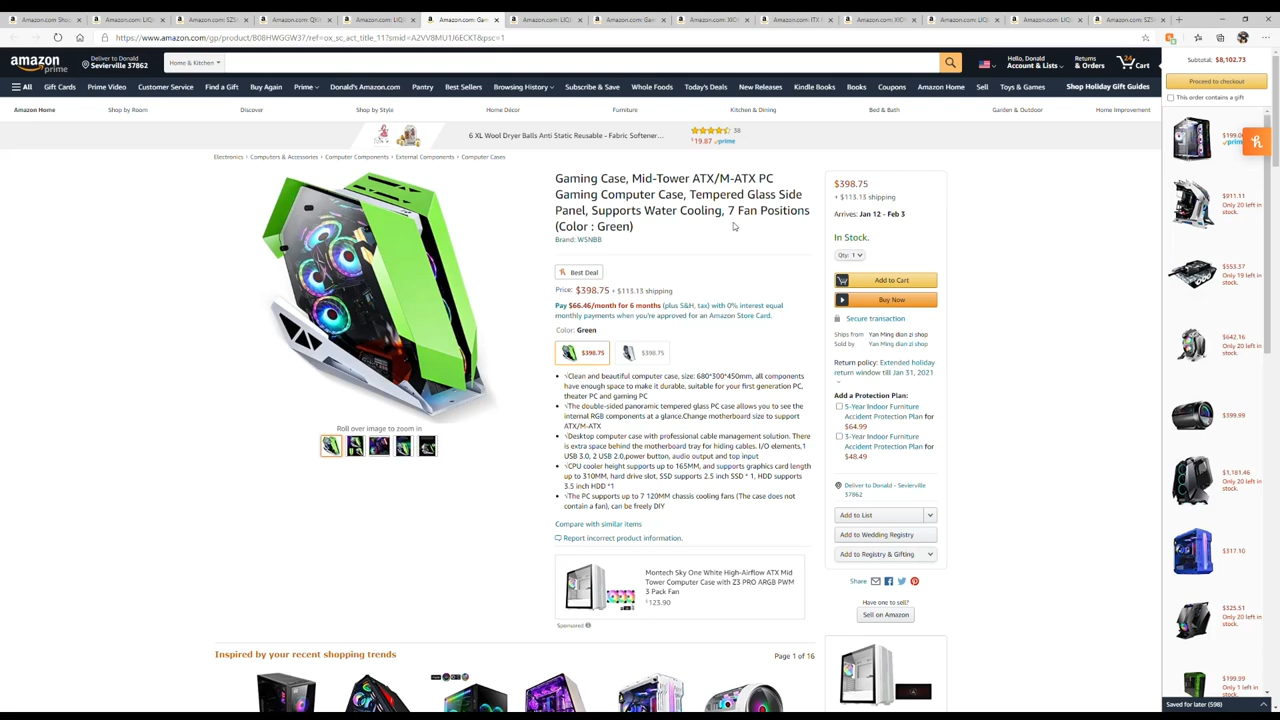 Amazon.com Sho
Amazon.com: LIQ
Amazon.com: SZS
Amazon.com: LIQ
Amazon.com: Gam
Amazon.com: LIQ
Amazon.com: Gam
Amazon.com: XIC
Amazon.com: ITX
Amazon.com: LIQ
Amazon.com: LIQ
Amazon.com: SZS
https://www.amazon.com/gp/product/B08HWGGW37/ref=ox_sc_act_title_11?smid=A2VV8MU1J6ECKT&psc=1
amazon prime
Deliver to Donald
Sevierville 37862
Home & Kitchen
Hello, Donald
Account & Lists
Returns
& Orders
24
Cart
All
Gift Cards
Prime Video
Customer Service
Find a Gift
Buy Again
Prime
Donald's Amazon.com
Pantry
Best Sellers
Browsing History
Subscribe & Save
Whole Foods
Today's Deals
New Releases
Kindle Books
Books
Coupons
Amazon Home
Sell
Toys & Games
Shop Holiday Gift Guides
Amazon Home
Shop by Room
Discover
Shop by Style
Home Décor
Furniture
Kitchen & Dining
Bed & Bath
Garden & Outdoor
Home Improvement
6 XL Wool Dryer Balls Anti Static Reusable - Fabric Softener...
38
$19.87 prime
Electronics › Computers & Accessories › Computer Components › External Components › Computer Cases
Gaming Case, Mid-Tower ATX/M-ATX PC
Gaming Computer Case, Tempered Glass Side
Panel, Supports Water Cooling, 7 Fan Positions
(Color : Green)
Brand: WSNBB
Best Deal
Price: $398.75 + $113.13 shipping
Pay $66.46/month for 6 months (plus S&H, tax) with 0% interest equal
monthly payments when you're approved for an Amazon Store Card.
Color: Green
$398.75
$398.75
• √Clean and beautiful computer case, size: 680*300*450mm, all components
have enough space to make it durable, suitable for your first generation PC,
theater PC and gaming PC
• √The double-sided panoramic tempered glass PC case allows you to see the
internal RGB components at a glance.Change motherboard size to support
ATX/M-ATX
• √Desktop computer case with professional cable management solution. There
is extra space behind the motherboard tray for hiding cables. I/O elements,1
USB 3.0, 2 USB 2.0,power button, audio output and top input
• √CPU cooler height supports up to 165MM, and supports graphics card length
up to 310MM, hard drive slot, SSD supports 2.5 inch SSD * 1, HDD supports
3.5 inch HDD *1
• √The PC supports up to 7 120MM chassis cooling fans (The case does not
contain a fan), can be freely DIY
Compare with similar items
Report incorrect product information.
Roll over image to zoom in
Montech Sky One White High-Airflow ATX Mid
Tower Computer Case with Z3 PRO ARGB PWM
3 Pack Fan
$123.90
Sponsored
$398.75
+ $113.13 shipping
Arrives: Jan 12 - Feb 3
In Stock.
Qty: 1
Add to Cart
Buy Now
Secure transaction
Ships from Yan Ming dian zi shop
Sold by Yan Ming dian zi shop
Return policy: Extended holiday
return window till Jan 31, 2021
Add a Protection Plan:
5-Year Indoor Furniture
Accident Protection Plan for
$64.99
3-Year Indoor Furniture
Accident Protection Plan for
$48.49
Deliver to Donald - Sevierville
37862
Add to List
Add to Wedding Registry
Add to Registry & Gifting
Share
Have one to sell?
Sell on Amazon
Inspired by your recent shopping trends
Page 1 of 16
Subtotal: $8,102.73
Proceed to checkout
This order contains a gift
prime
$911.11
Only 20 left in
stock.
$553.37
Only 19 left in
stock.
$642.16
Only 20 left in
stock.
$399.99
$1,181.46
Only 20 left in
stock.
$317.10
$325.51
Only 20 left in
stock.
$199.99
Only 1 left in
stock.
Saved for later (598)